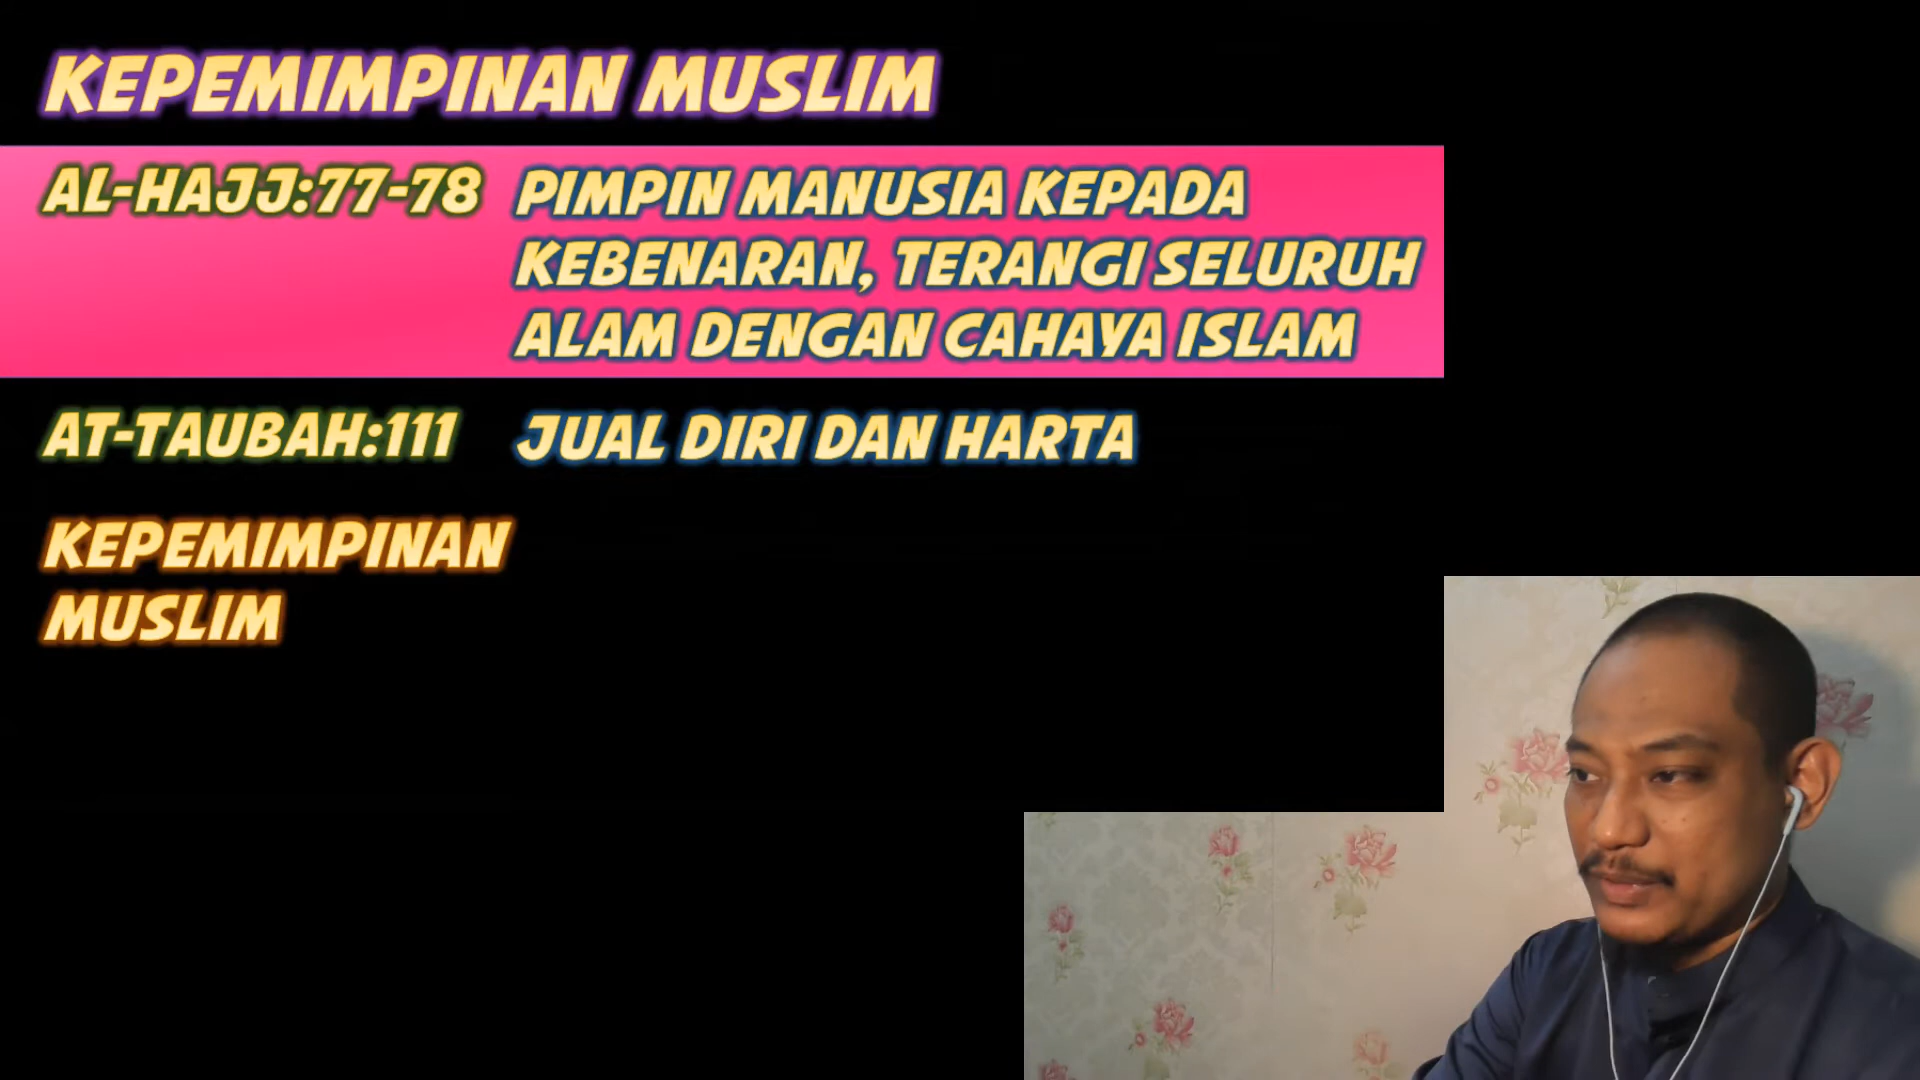 KEPEMIMPINAN MUSLIM
AL-HAJJ:77-78
PIMPIN MANUSIA KEPADA
KEBENARAN, TERANGI SELURUH
ALAM DENGAN CAHAYA ISLAM
AT-TAUBAH:111
JUAL DIRI DAN HARTA
KEPEMIMPINAN
MUSLIM